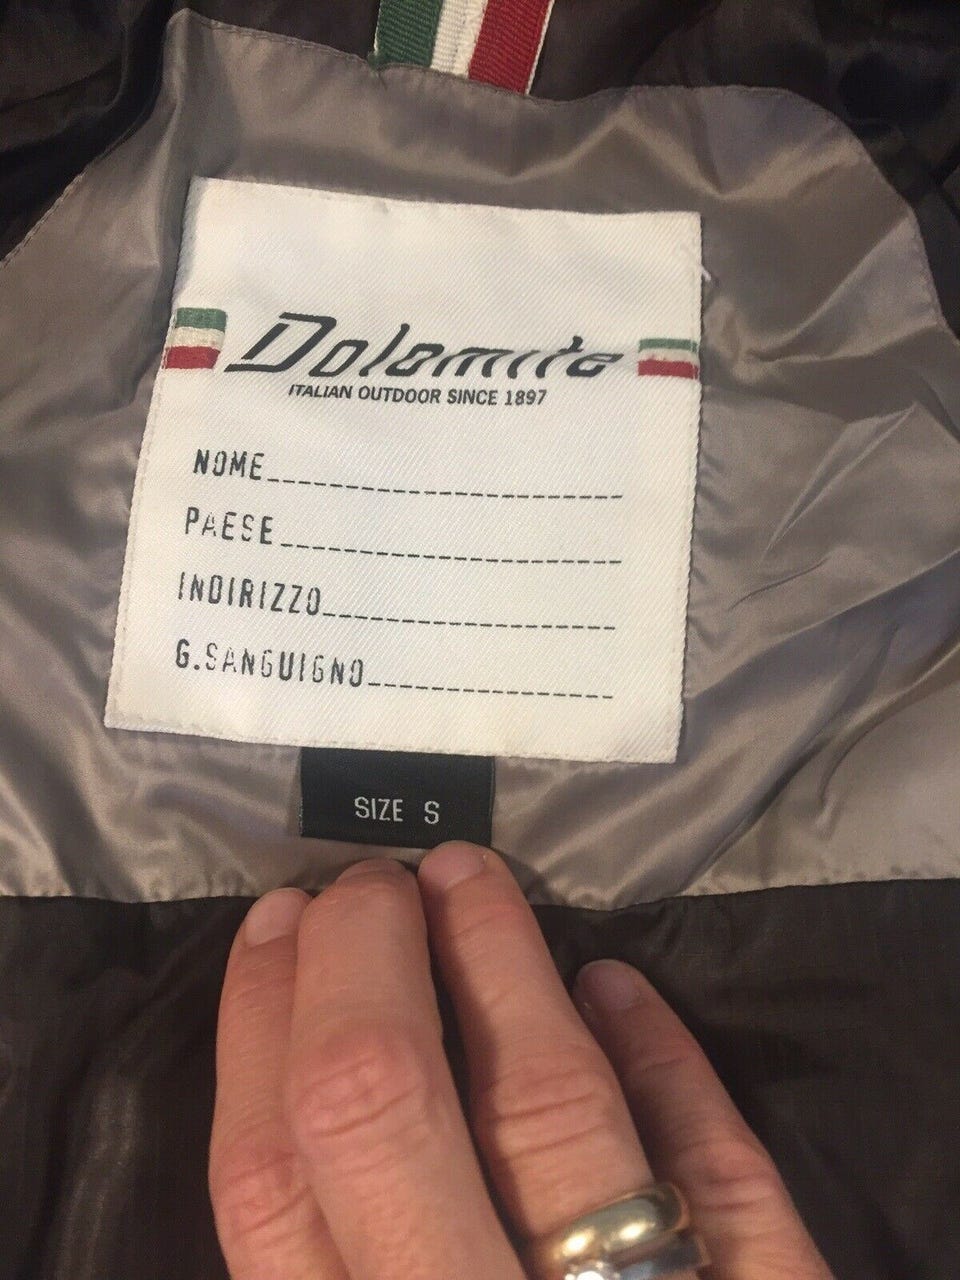 Dolomite
ITALIAN OUTDOOR SINCE 1897
NOME
PAESE
INDIRIZZO
G.SANGUIGNO
SIZE S